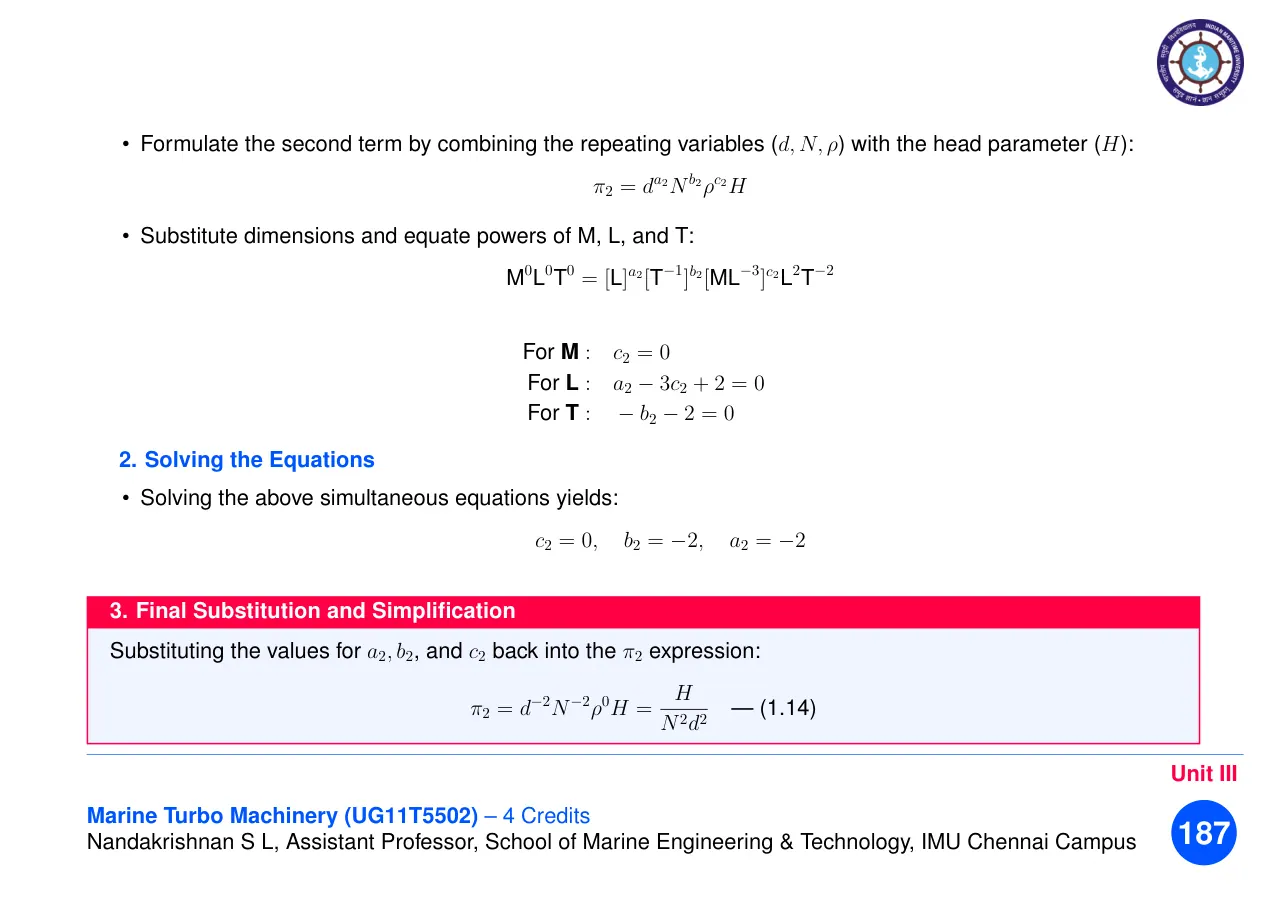 INDIAN MARITIME UNIVERSITY
• Formulate the second term by combining the repeating variables (d, N, ρ) with the head parameter (H):
π₂ = d^{a₂} N^{b₂} ρ^{c₂} H
• Substitute dimensions and equate powers of M, L, and T:
M⁰L⁰T⁰ = [L]^{a₂}[T⁻¹]^{b₂}[ML⁻³]^{c₂}L²T⁻²
For M : c₂ = 0
For L : a₂ − 3c₂ + 2 = 0
For T : − b₂ − 2 = 0
2. Solving the Equations
• Solving the above simultaneous equations yields:
c₂ = 0, b₂ = −2, a₂ = −2
3. Final Substitution and Simplification
Substituting the values for a₂, b₂, and c₂ back into the π₂ expression:
π₂ = d⁻²N⁻²ρ⁰H = H / N²d² — (1.14)
Unit III
Marine Turbo Machinery (UG11T5502) – 4 Credits
Nandakrishnan S L, Assistant Professor, School of Marine Engineering & Technology, IMU Chennai Campus
187